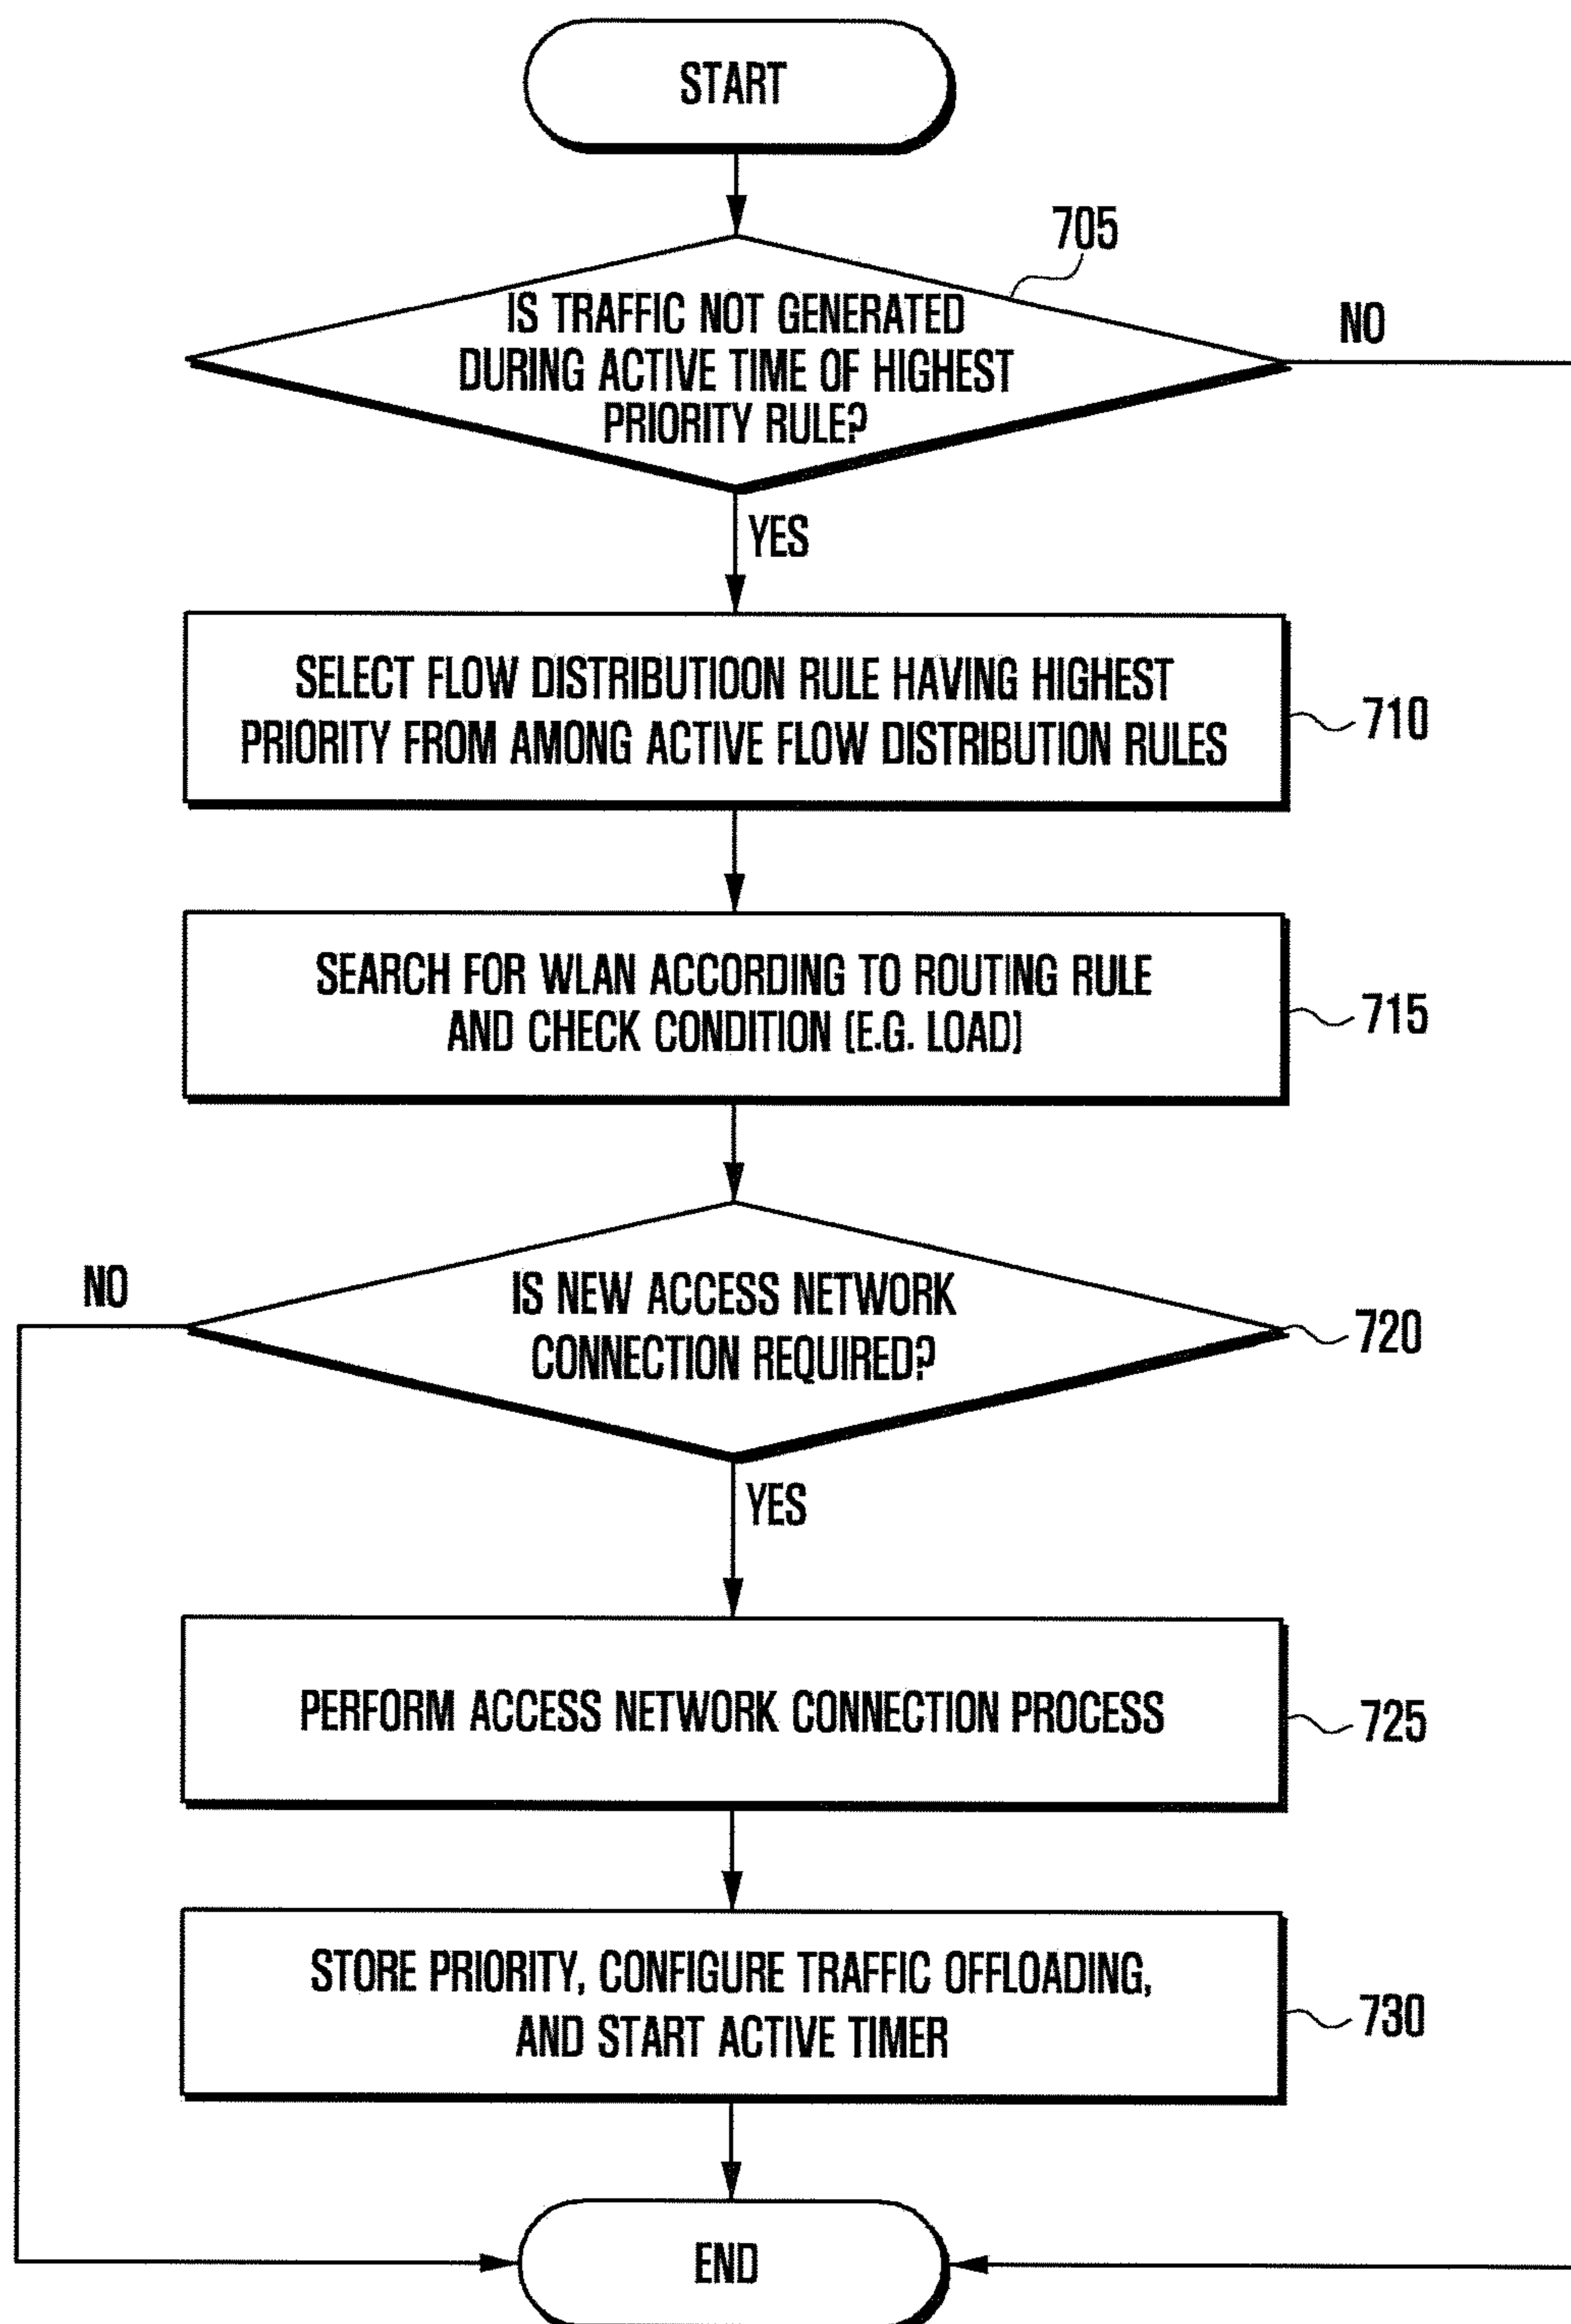 START
705
IS TRAFFIC NOT GENERATED
DURING ACTIVE TIME OF HIGHEST
PRIORITY RULE?
NO
YES
SELECT FLOW DISTRIBUTIOON RULE HAVING HIGHEST
PRIORITY FROM AMONG ACTIVE FLOW DISTRIBUTION RULES
710
SEARCH FOR WLAN ACCORDING TO ROUTING RULE
AND CHECK CONDITION (E.G. LOAD)
715
NO
IS NEW ACCESS NETWORK
CONNECTION REQUIRED?
720
YES
PERFORM ACCESS NETWORK CONNECTION PROCESS
725
STORE PRIORITY, CONFIGURE TRAFFIC OFFLOADING,
AND START ACTIVE TIMER
730
END